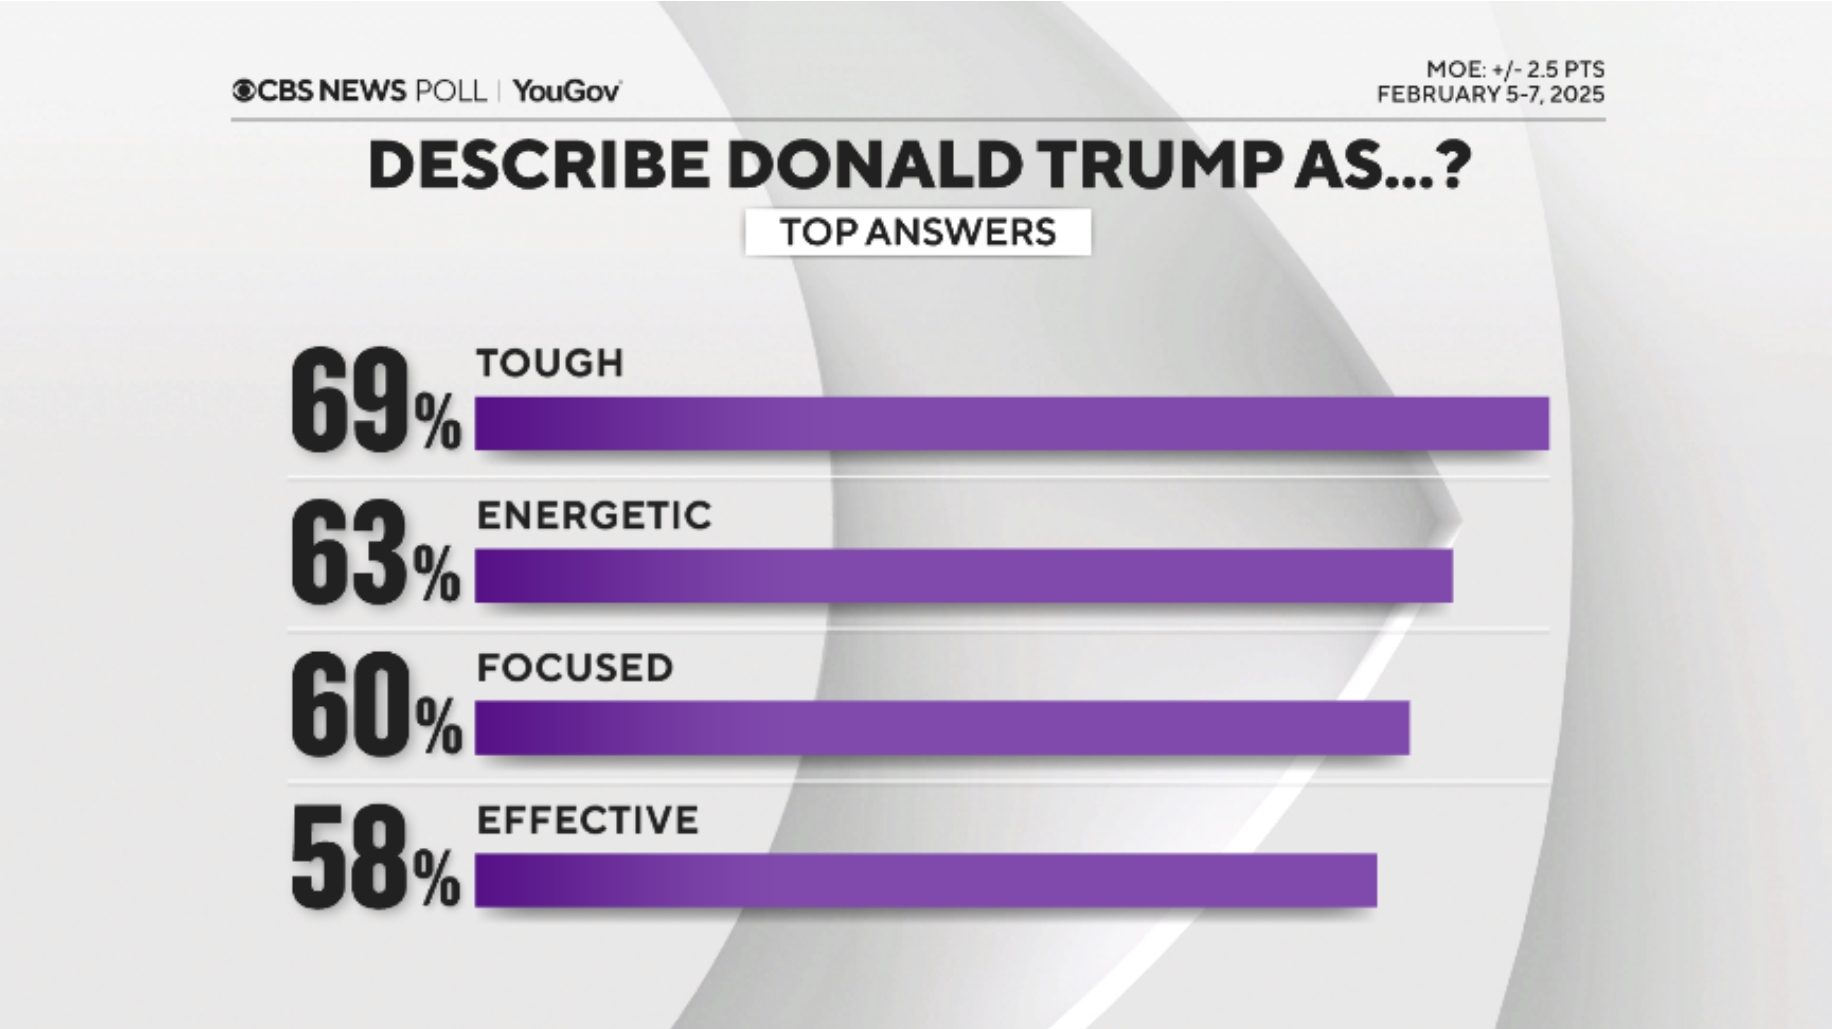 CBS NEWS POLL | YouGov
MOE: +/- 2.5 PTS
FEBRUARY 5-7, 2025
DESCRIBE DONALD TRUMP AS...?
TOP ANSWERS
69% TOUGH
63% ENERGETIC
60% FOCUSED
58% EFFECTIVE